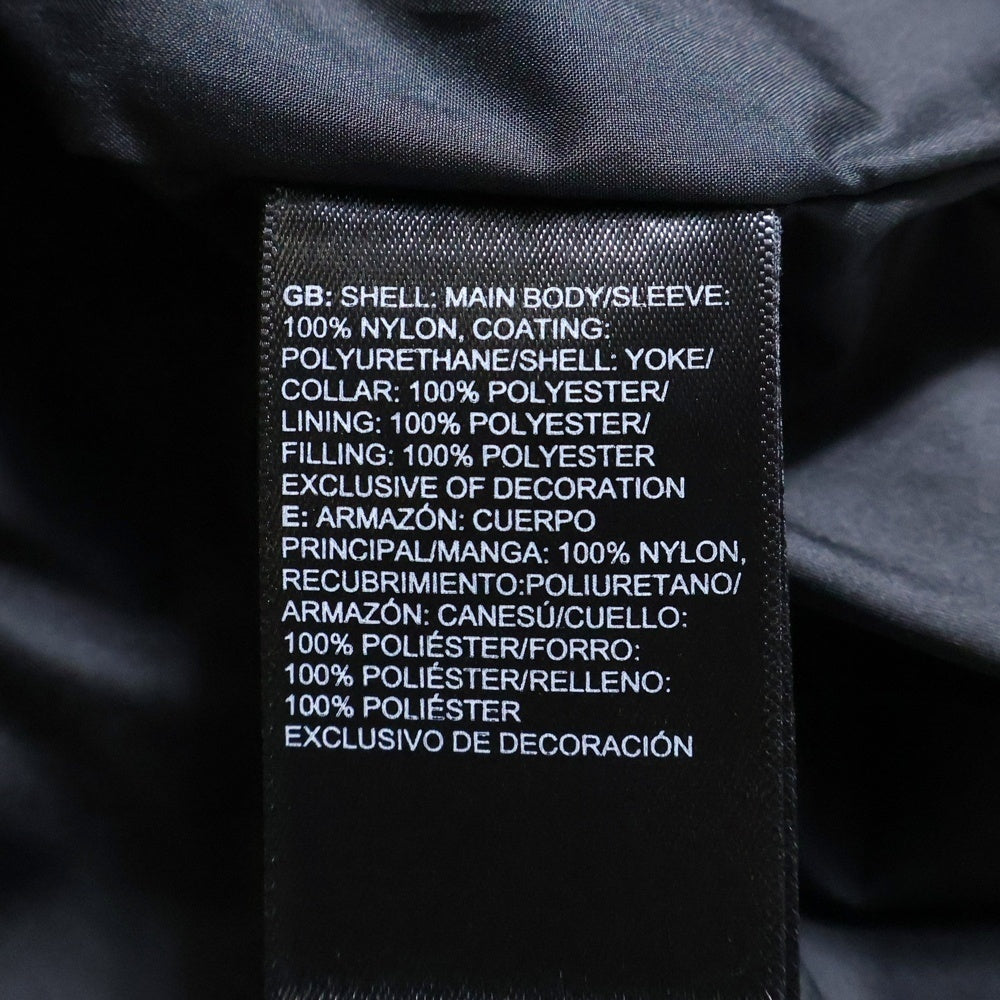 GB: SHELL: MAIN BODY/SLEEVE:
100% NYLON, COATING:
POLYURETHANE/SHELL: YOKE/
COLLAR: 100% POLYESTER/
LINING: 100% POLYESTER/
FILLING: 100% POLYESTER
EXCLUSIVE OF DECORATION
E: ARMAZÓN: CUERPO
PRINCIPAL/MANGA: 100% NYLON,
RECUBRIMIENTO:POLIURETANO/
ARMAZÓN: CANESÚ/CUELLO:
100% POLIÉSTER/FORRO:
100% POLIÉSTER/RELLENO:
100% POLIÉSTER
EXCLUSIVO DE DECORACIÓN